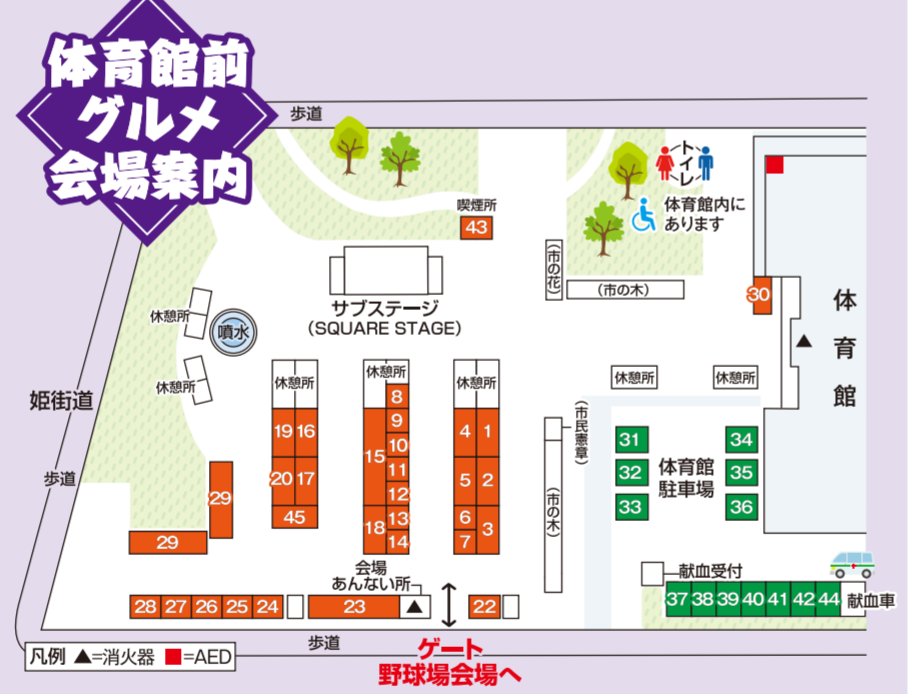 体育館前
グルメ
会場案内
歩道
喫煙所
43
トイレ
体育館内に
あります
サブステージ
(SQUARE STAGE)
(市の花)
(市の木)
30
体育館
▲
休憩所
噴水
休憩所
姫街道
歩道
休憩所
19 16
20 17
45
休憩所
8
9
10
11
12
13
14
15
18
休憩所
4 1
5 2
6
7
3
(市民憲章)
(市の木)
休憩所
休憩所
31
32
33
体育館
駐車場
34
35
36
29
29
28 27 26 25 24
会場
あんない所
23
▲
22
献血受付
37 38 39 40 41 42 44
献血車
歩道
ゲート
野球場会場へ
凡例 ▲=消火器 ■=AED